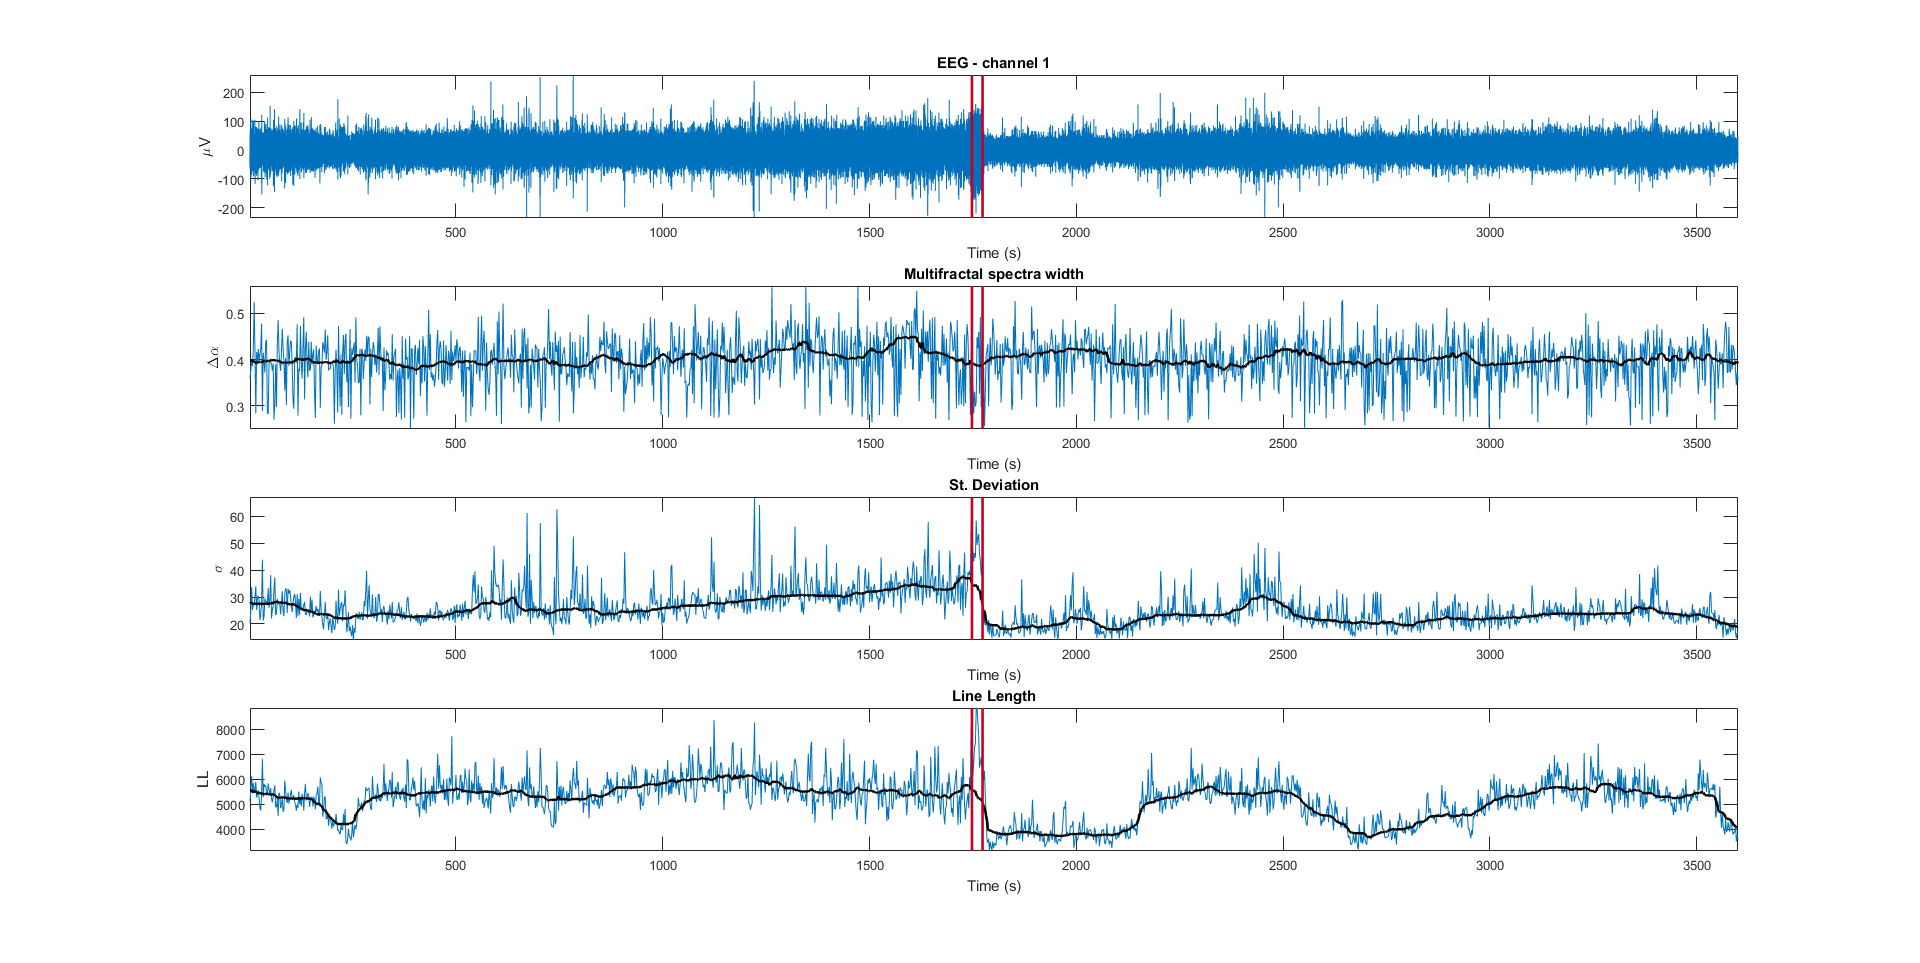 EEG - channel 1
200
100
0
-100
-200
μV
500 1000 1500 2000 2500 3000 3500
Time (s)
Multifractal spectra width
0.5
0.4
0.3
Δα
500 1000 1500 2000 2500 3000 3500
Time (s)
St. Deviation
60
50
40
30
20
σ
500 1000 1500 2000 2500 3000 3500
Time (s)
Line Length
8000
7000
6000
5000
4000
LL
500 1000 1500 2000 2500 3000 3500
Time (s)